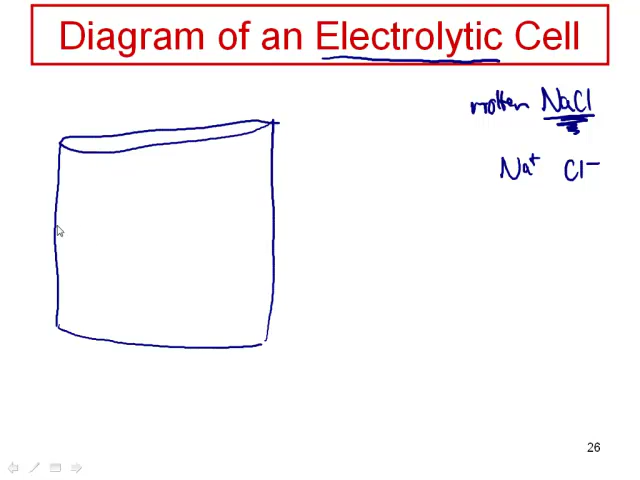 Diagram of an Electrolytic Cell
molten NaCl
Na⁺ Cl⁻
26